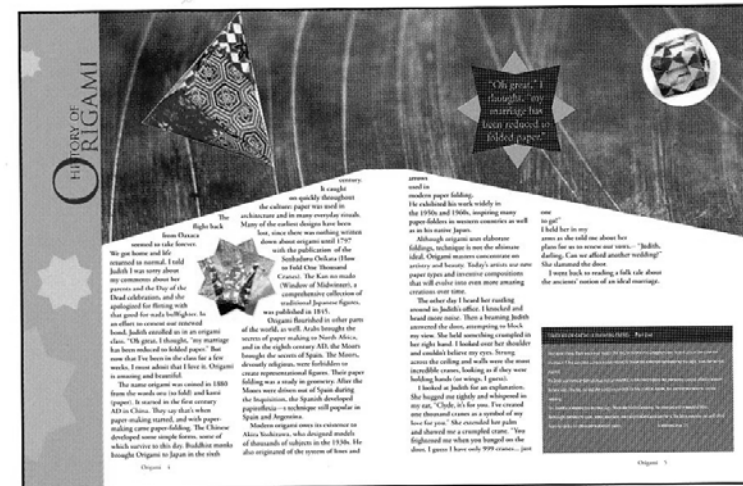 HISTORY OF
ORIGAMI
"Oh great," I
thought, "my
marriage has
been reduced to
folded paper."
The
flight back
from Oaxaca
seemed to take forever.
We got home and life
returned to normal. I told
Judith I was sorry about
my comments about her
parents and the Day of the
Dead celebration, and she
apologized for flirting with
that good for nada bullfighter. In
an effort to cement our renewed
bond, Judith enrolled us in an origami
class. "Oh great, I thought, "my marriage
has been reduced to folded paper." But
now that I've been in the class for a few
weeks, I must admit that I love it. Origami
is amazing and beautiful.
The name origami was coined in 1880
from the words oru (to fold) and kami
(paper). It started in the first century
AD in China. They say that's when
paper-making started, and with paper-
making came paper-folding. The Chinese
developed some simple forms, some of
which survive to this day. Buddhist monks
brought Origami to Japan in the sixth
century.
It caught
on quickly throughout
the culture: paper was used in
architecture and in many everyday rituals.
Many of the earliest designs have been
lost, since there was nothing written
down about origami until 1797
with the publication of the
Senbazuru Orikata (How
to Fold One Thousand
Cranes). The Kan no mado
(Window of Midwinter), a
comprehensive collection of
traditional Japanese figures,
was published in 1845.
Origami flourished in other parts
of the world, as well. Arabs brought the
secrets of paper making to North Africa,
and in the eighth century AD, the Moors
brought the secrets of Spain. The Moors,
devoutly religious, were forbidden to
create representational figures. Their paper
folding was a study in geometry. After the
Moors were driven out of Spain during
the Inquisition, the Spanish developed
papiroflexia—a technique still popular in
Spain and Argentina.
Modern origami owes its existence to
Akira Yoshizawa, who designed models
of thousands of subjects in the 1930s. He
also originated of the system of lines and
arrows
used in
modern paper folding.
He exhibited his work widely in
the 1950s and 1960s, inspiring many
paper-folders in western countries as well
as in his native Japan.
Although origami uses elaborate
foldings, technique is not the ultimate
ideal. Origami masters concentrate on
artistry and beauty. Today's artists use new
paper types and inventive compositions
that will evolve into even more amazing
creations over time.
The other day I heard her rustling
around in Judith's office. I knocked and
heard more noise. Then a beaming Judith
answered the door, attempting to block
my view. She held something crumpled in
her right hand. I looked over her shoulder
and couldn't believe my eyes. Strung
across the ceiling and walls were the most
incredible cranes, looking as if they were
holding hands (or wings, I guess).
I looked at Judith for an explanation.
She hugged me tightly and whispered in
my ear, "Clyde, it's for you. I've created
one thousand cranes as a symbol of my
love for you." She extended her palm
and showed me a crumpled crane. "You
frightened me when you banged on the
door. I guess I have only 999 cranes... just
one
to go!"
I held her in my
arms as she told me about her
plans for us to renew our vows.– "Judith,
darling. Can we afford another wedding?"
She slammed the door.
I went back to reading a folk tale about
the ancients' notion of an ideal marriage.
Origami 4
Origami 5